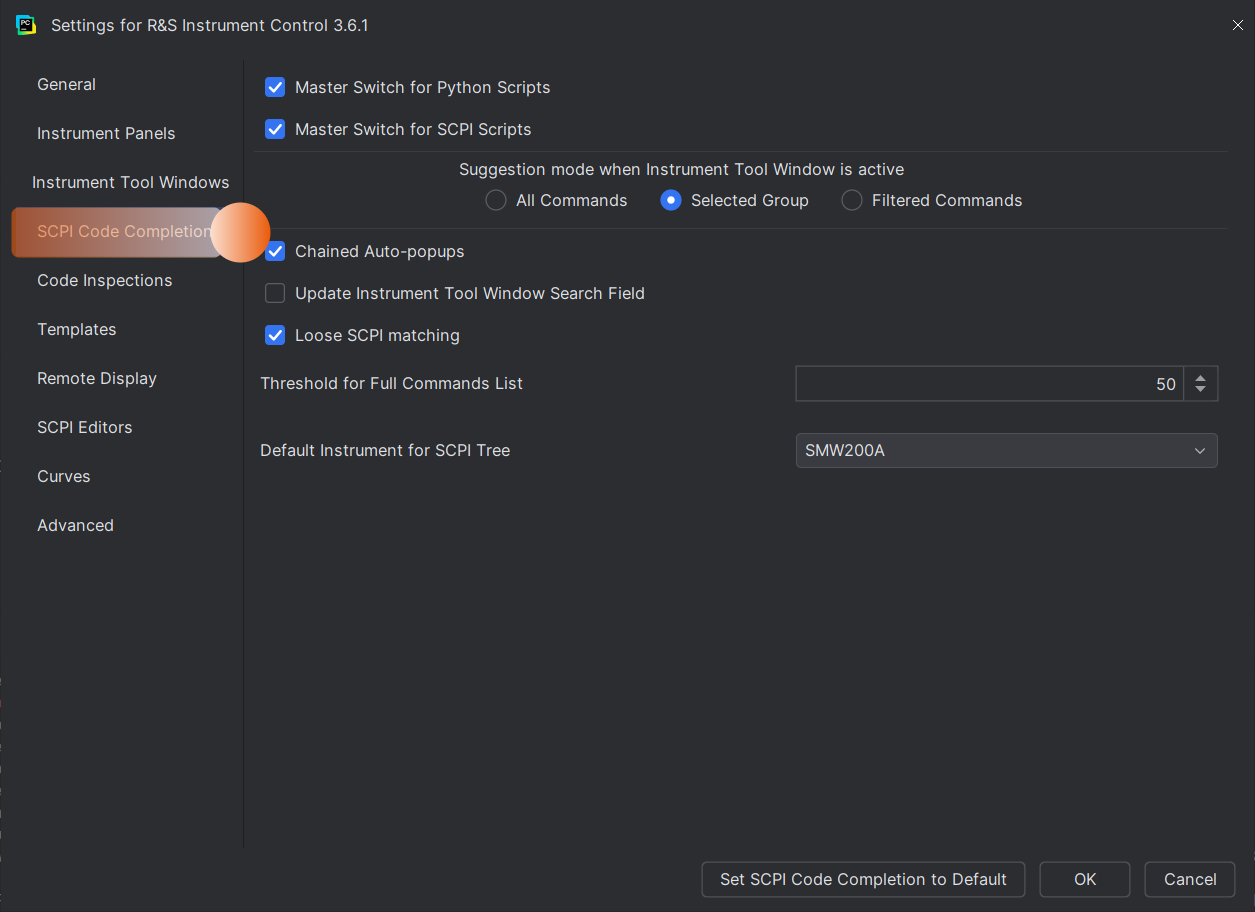 Settings for R&S Instrument Control 3.6.1
General
Instrument Panels
Instrument Tool Windows
SCPI Code Completion
Code Inspections
Templates
Remote Display
SCPI Editors
Curves
Advanced
Master Switch for Python Scripts
Master Switch for SCPI Scripts
Suggestion mode when Instrument Tool Window is active
All Commands Selected Group Filtered Commands
Chained Auto-popups
Update Instrument Tool Window Search Field
Loose SCPI matching
Threshold for Full Commands List 50
Default Instrument for SCPI Tree SMW200A
Set SCPI Code Completion to Default OK Cancel